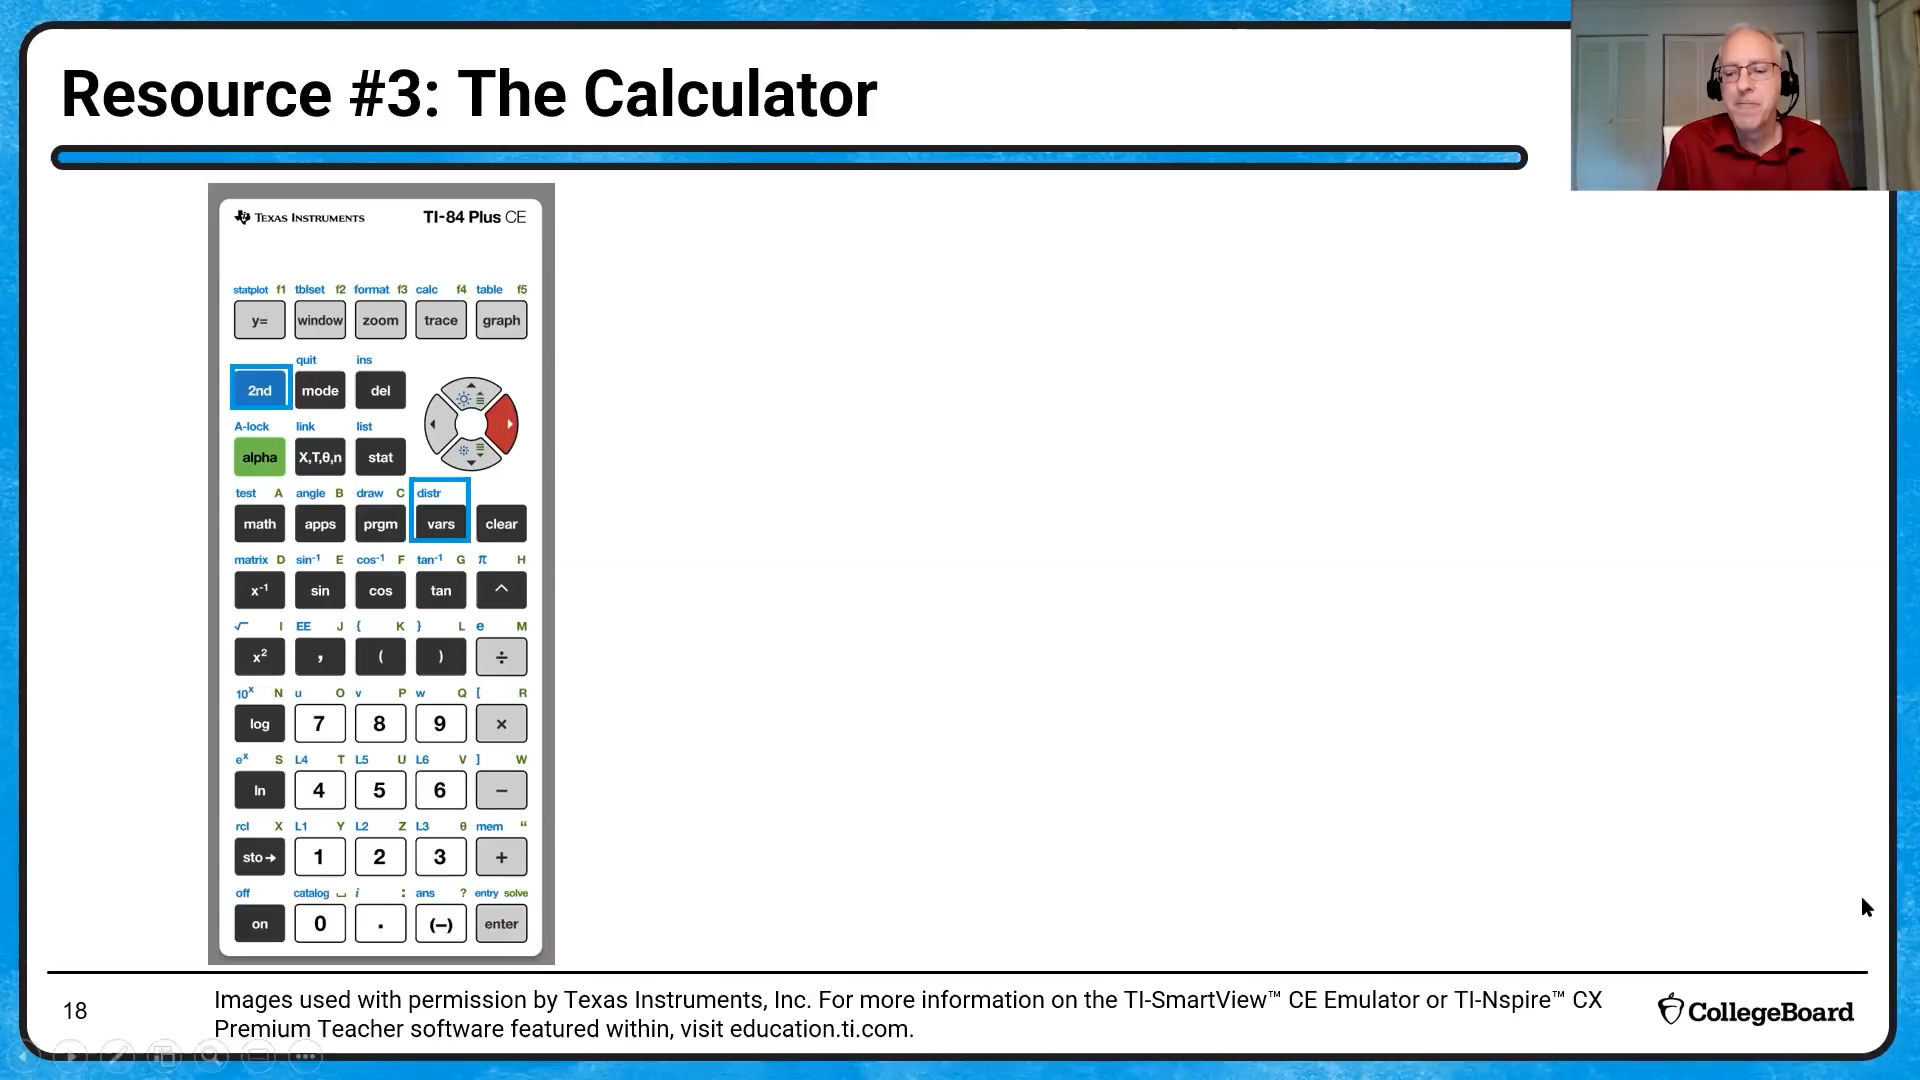 Resource #3: The Calculator
TEXAS INSTRUMENTS TI-84 Plus CE
statplot f1 tblset f2 format f3 calc f4 table f5
y= window zoom trace graph
quit ins
2nd mode del
A-lock link list
alpha X,T,θ,n stat
test A angle B draw C distr
math apps prgm vars clear
matrix D sin⁻¹ E cos⁻¹ F tan⁻¹ G π H
x⁻¹ sin cos tan ^
√ I EE J { K } L e M
x² , ( ) ÷
10ˣ N u O v P w Q [ R
log 7 8 9 ×
eˣ S L4 T L5 U L6 V ] W
ln 4 5 6 −
rcl X L1 Y L2 Z L3 θ mem “
sto→ 1 2 3 +
off catalog ⎵ i : ans ? entry solve
on 0 . (−) enter
18
Images used with permission by Texas Instruments, Inc. For more information on the TI-SmartView™ CE Emulator or TI-Nspire™ CX
Premium Teacher software featured within, visit education.ti.com.
CollegeBoard